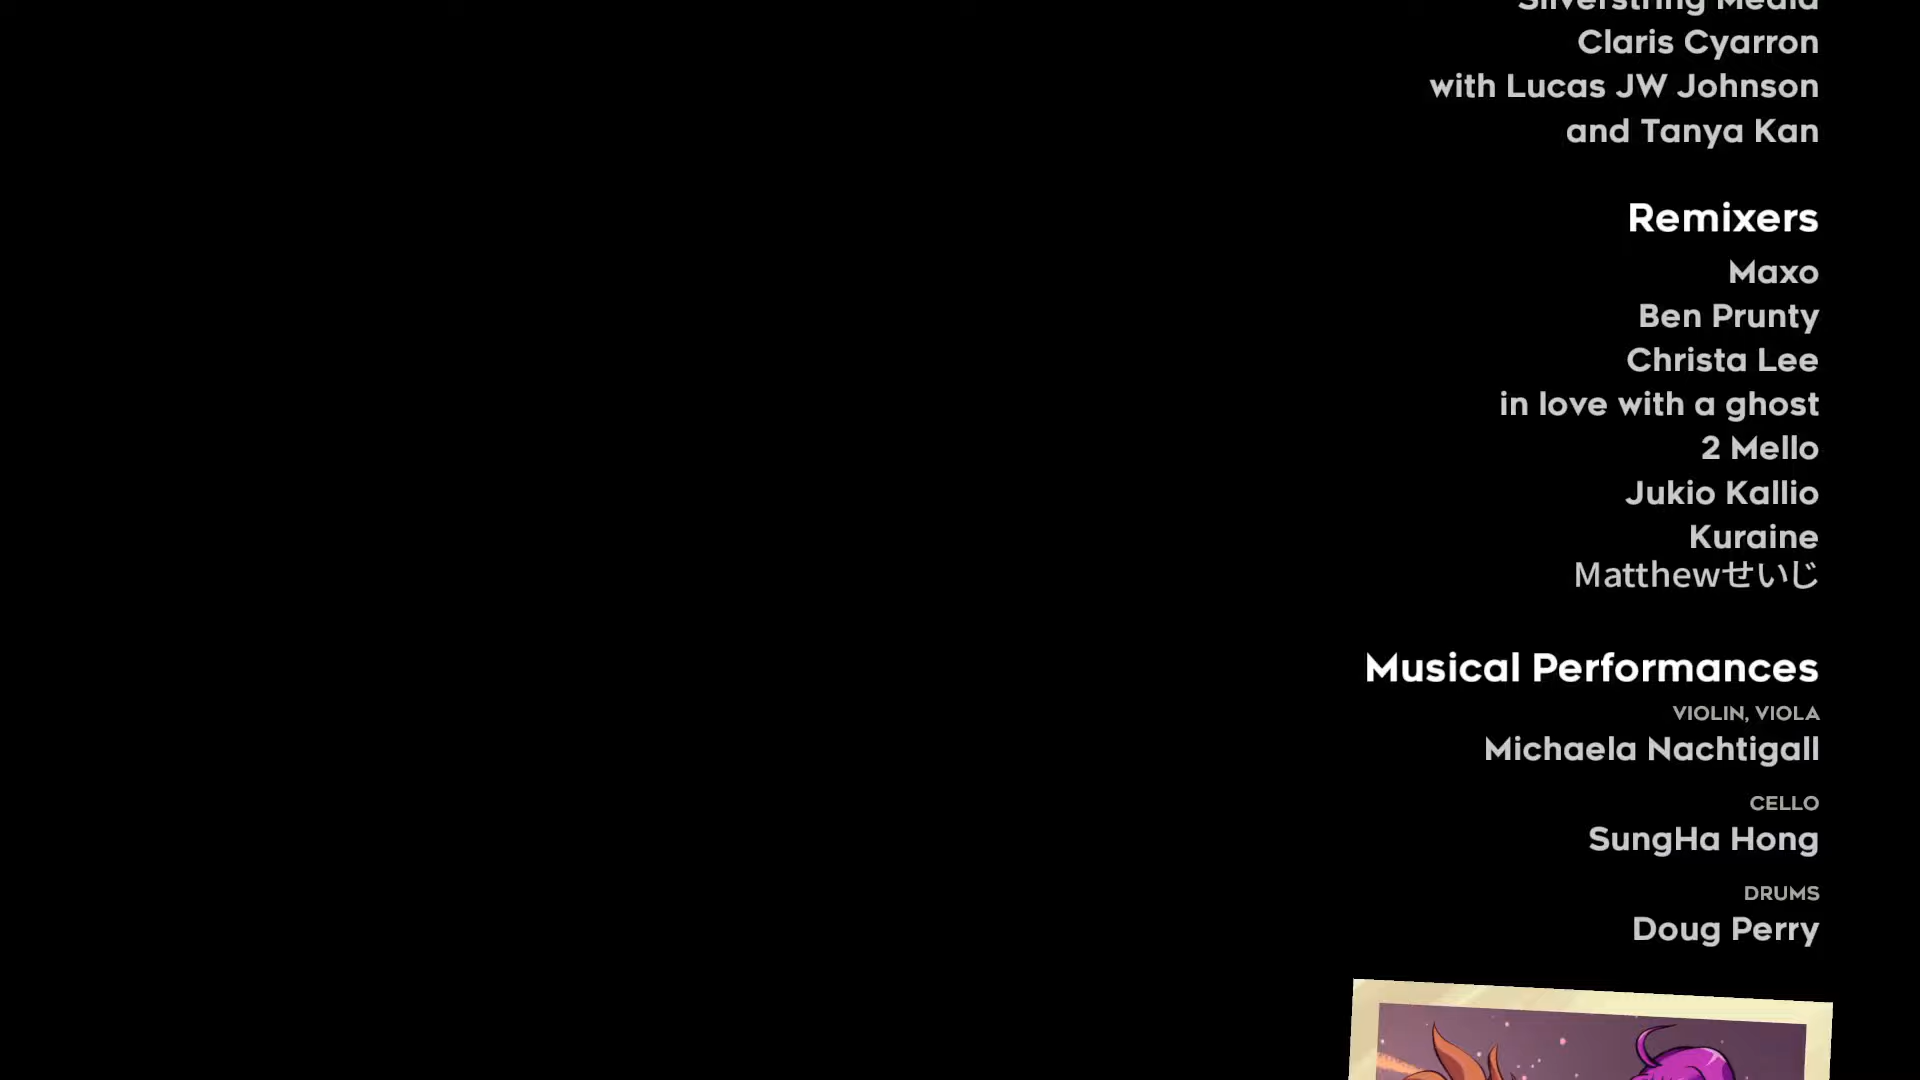 Silverstring Media
Claris Cyarron
with Lucas JW Johnson
and Tanya Kan
Remixers
Maxo
Ben Prunty
Christa Lee
in love with a ghost
2 Mello
Jukio Kallio
Kuraine
Matthewせいじ
Musical Performances
VIOLIN, VIOLA
Michaela Nachtigall
CELLO
SungHa Hong
DRUMS
Doug Perry